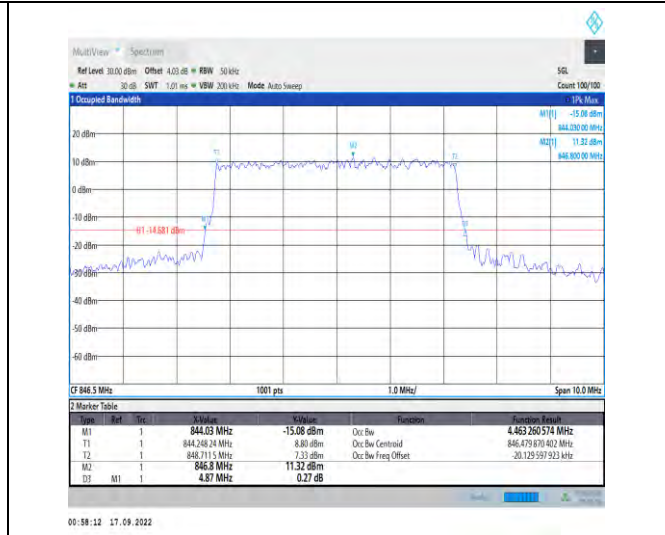 MultiView Spectrum
Ref Level 30.00 dBm Offset 4.03 dB RBW 50 kHz SGL
Att 30 dB SWT 1.01 ms VBW 200 kHz Mode Auto Sweep Count 100/100
1 Occupied Bandwidth 1Pk Max
M1[1] -15.08 dBm
844.030 00 MHz
M2[1] 11.32 dBm
846.800 00 MHz
20 dBm
T1 M2 T2
10 dBm
0 dBm
-10 dBm
H1 -14.681 dBm
-20 dBm
-30 dBm
-40 dBm
-50 dBm
-60 dBm
CF 846.5 MHz 1001 pts 1.0 MHz/ Span 10.0 MHz
2 Marker Table
Type Ref Trc X-Value Y-Value Function Function Result
M1 1 844.03 MHz -15.08 dBm Occ Bw 4.463 260 574 MHz
T1 1 844.248 24 MHz 8.80 dBm Occ Bw Centroid 846.479 870 402 MHz
T2 1 848.711 5 MHz 7.33 dBm Occ Bw Freq Offset -20.129 597 923 kHz
M2 1 846.8 MHz 11.32 dBm
D3 M1 1 4.87 MHz 0.27 dB
00:58:12 17.09.2022